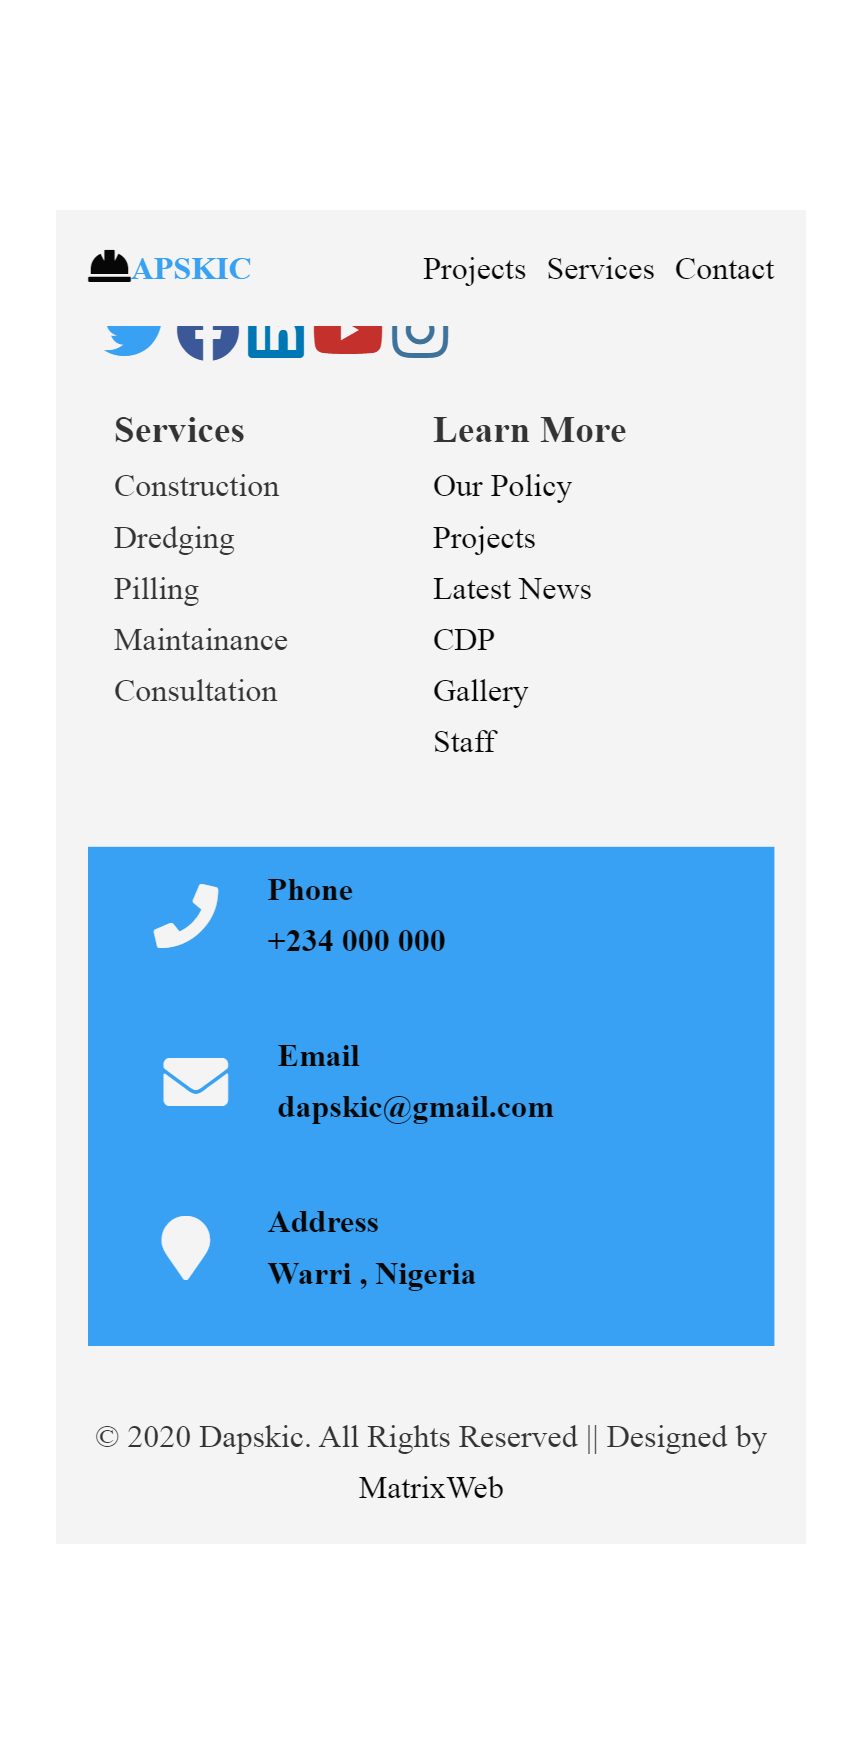 APSKIC Projects Services Contact
Services
Construction
Dredging
Pilling
Maintainance
Consultation
Learn More
Our Policy
Projects
Latest News
CDP
Gallery
Staff
Phone
+234 000 000
Email
dapskic@gmail.com
Address
Warri , Nigeria
© 2020 Dapskic. All Rights Reserved || Designed by
MatrixWeb